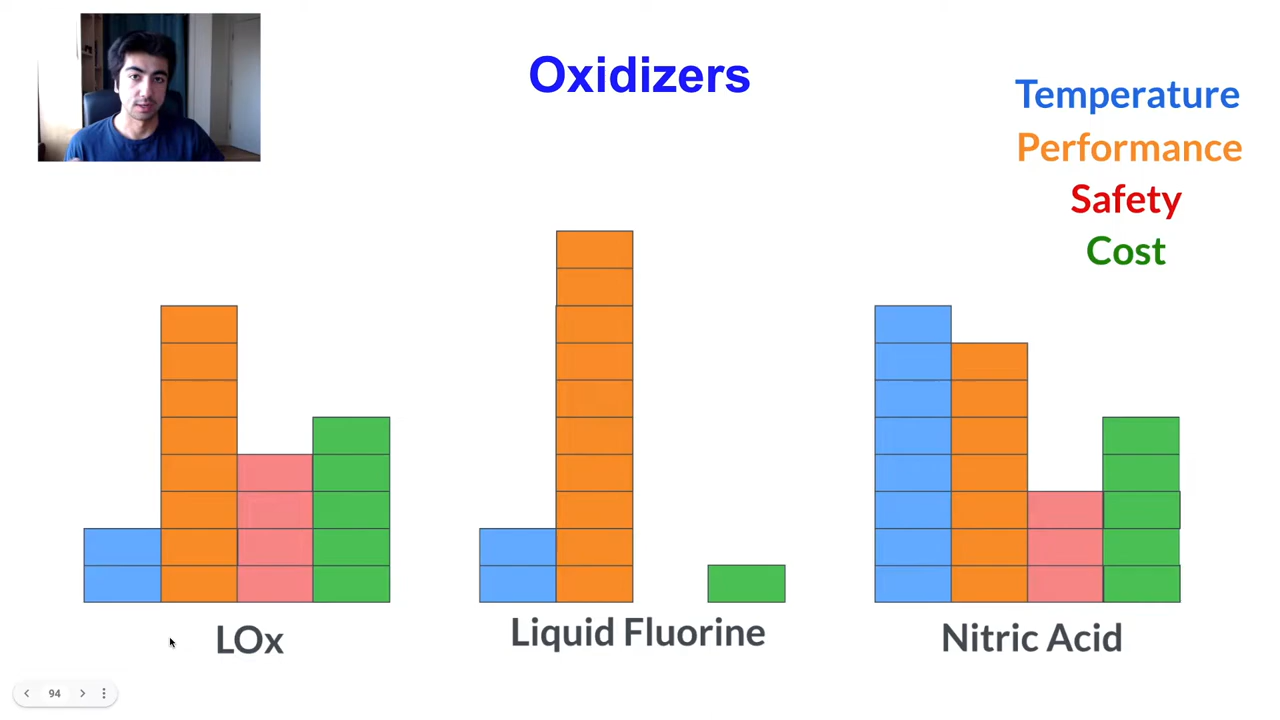 Oxidizers
Temperature
Performance
Safety
Cost
LOx
Liquid Fluorine
Nitric Acid
94